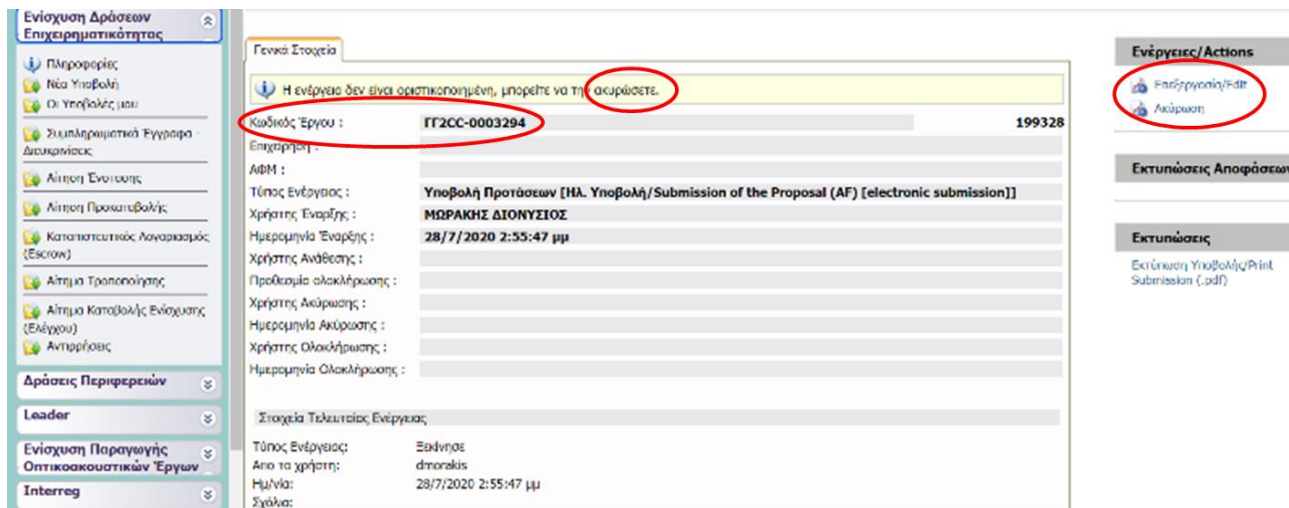 Ενίσχυση Δράσεων
Επιχειρηματικότητας
Πληροφορίες
Νέα Υποβολή
Οι Υποβολές μου
Συμπληρωματικά Έγγραφα -
Διευκρινίσεις
Αίτηση Ένστασης
Αίτηση Προκαταβολής
Καταπιστευτικός Λογαριασμός
(Escrow)
Αίτημα Τροποποίησης
Αίτημα Καταβολής Ενίσχυσης
(Ελέγχου)
Αντιρρήσεις
Δράσεις Περιφερειών
Leader
Ενίσχυση Παραγωγής
Οπτικοακουστικών Έργων
Interreg
Γενικά Στοιχεία
Η ενέργεια δεν είναι οριστικοποιημένη, μπορείτε να την ακυρώσετε.
Κωδικός Έργου : ΓΓ2CC-0003294 199328
Επιχείρηση :
ΑΦΜ :
Τύπος Ενέργειας : Υποβολή Προτάσεων [Ηλ. Υποβολή/Submission of the Proposal (AF) [electronic submission]]
Χρήστης Έναρξης : ΜΩΡΑΚΗΣ ΔΙΟΝΥΣΙΟΣ
Ημερομηνία Έναρξης : 28/7/2020 2:55:47 μμ
Χρήστης Ανάθεσης :
Προθεσμία ολοκλήρωσης :
Χρήστης Ακύρωσης :
Ημερομηνία Ακύρωσης :
Χρήστης Ολοκλήρωσης :
Ημερομηνία Ολοκλήρωσης :
Στοιχεία Τελευταίας Ενέργειας
Τύπος Ενέργειας: Ξεκίνησε
Απο το χρήστη: dmorakis
Ημ/νία: 28/7/2020 2:55:47 μμ
Σχόλια:
Ενέργειες/Actions
Επεξεργασία/Edit
Ακύρωση
Εκτυπώσεις Αποφάσεων
Εκτυπώσεις
Εκτύπωση Υποβολής/Print
Submission (.pdf)